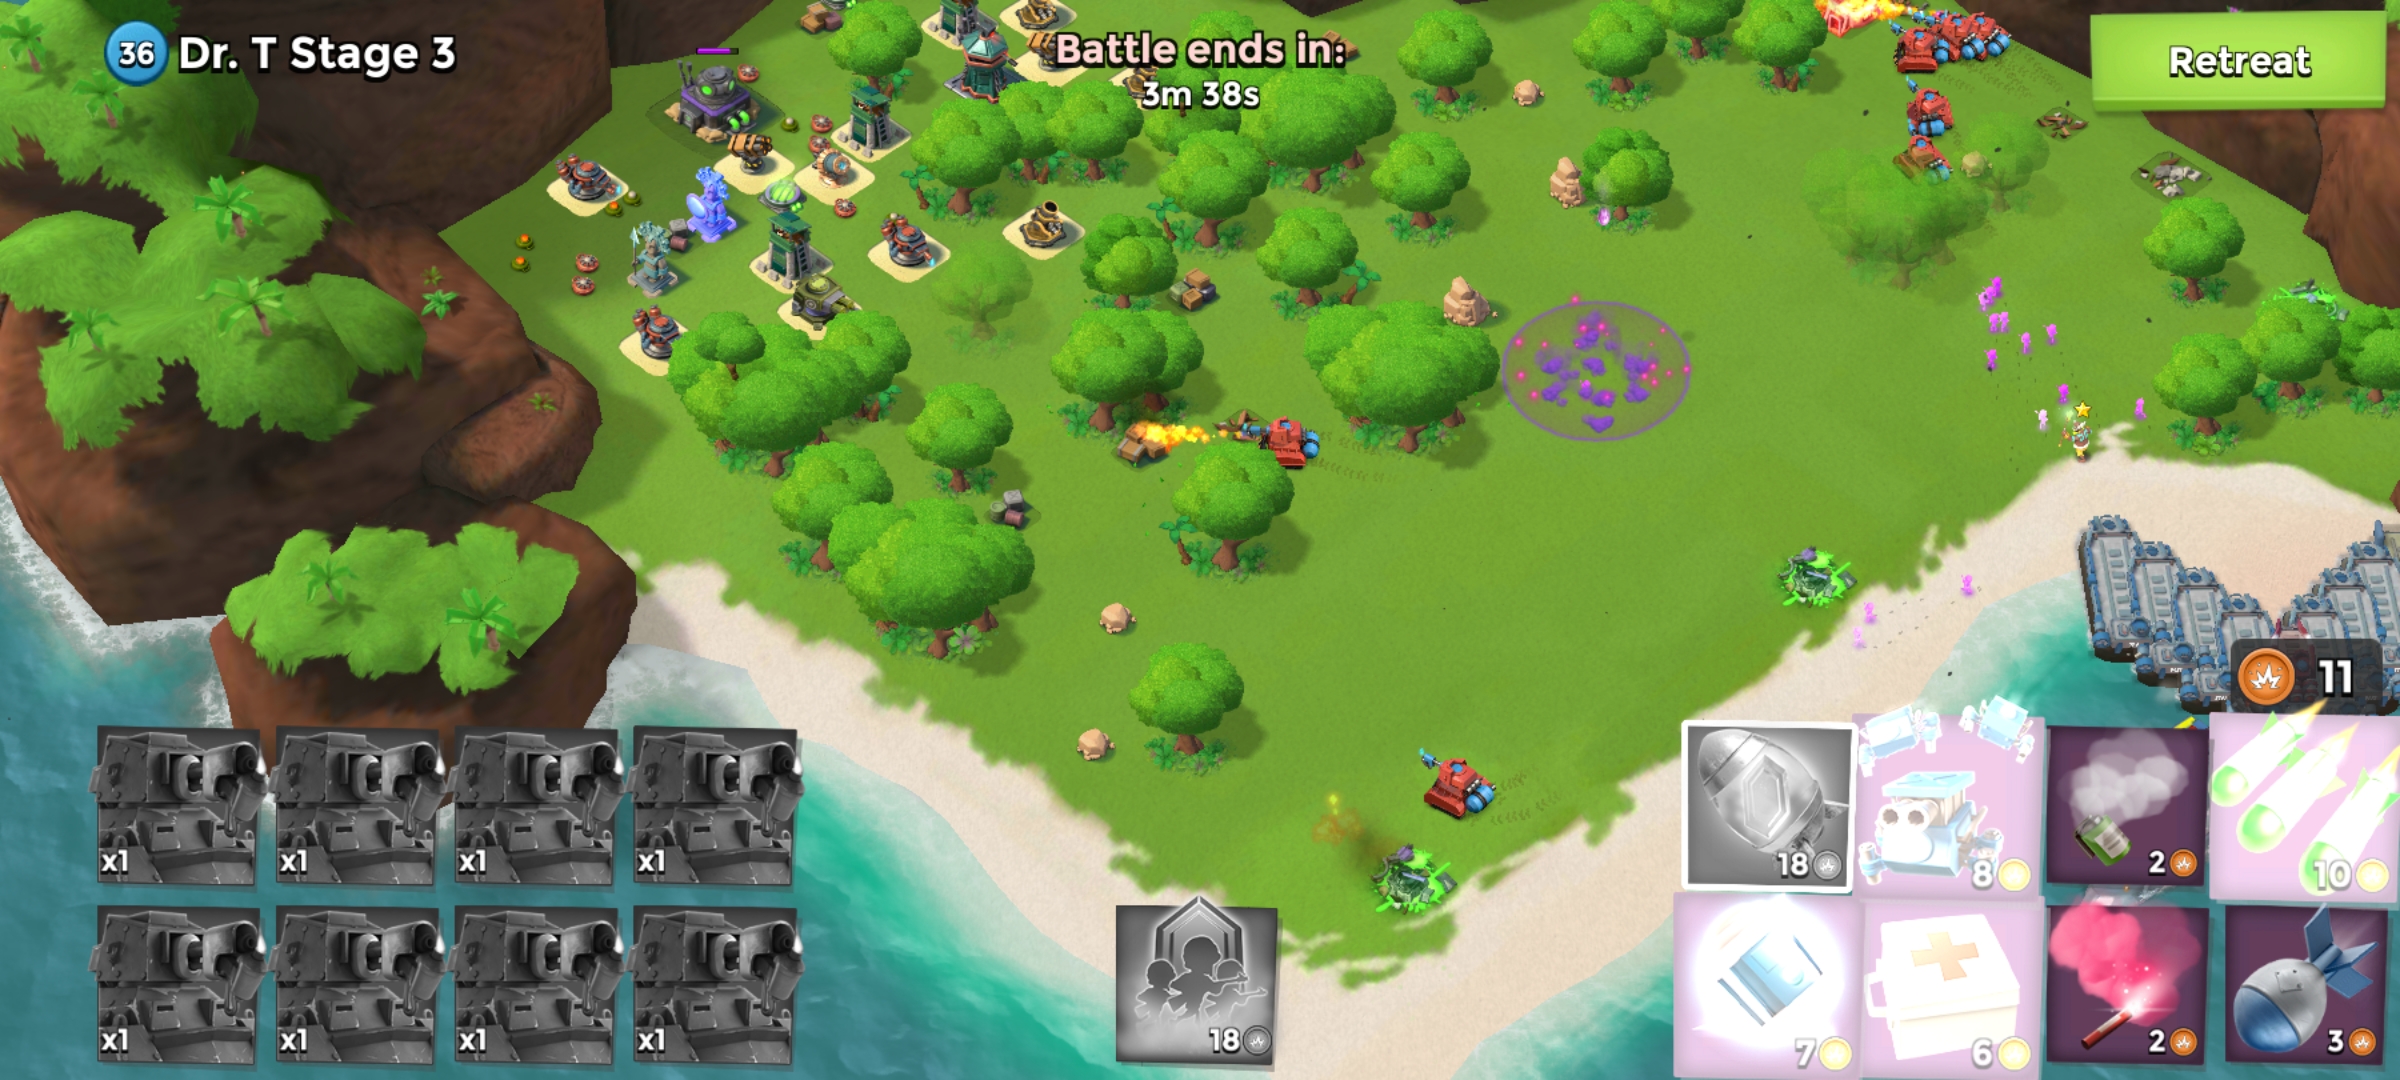 36 Dr. T Stage 3
Battle ends in:
3m 38s
Retreat
11
x1 x1 x1 x1
x1 x1 x1 x1
18
18 8 2 10
7 6 2 3